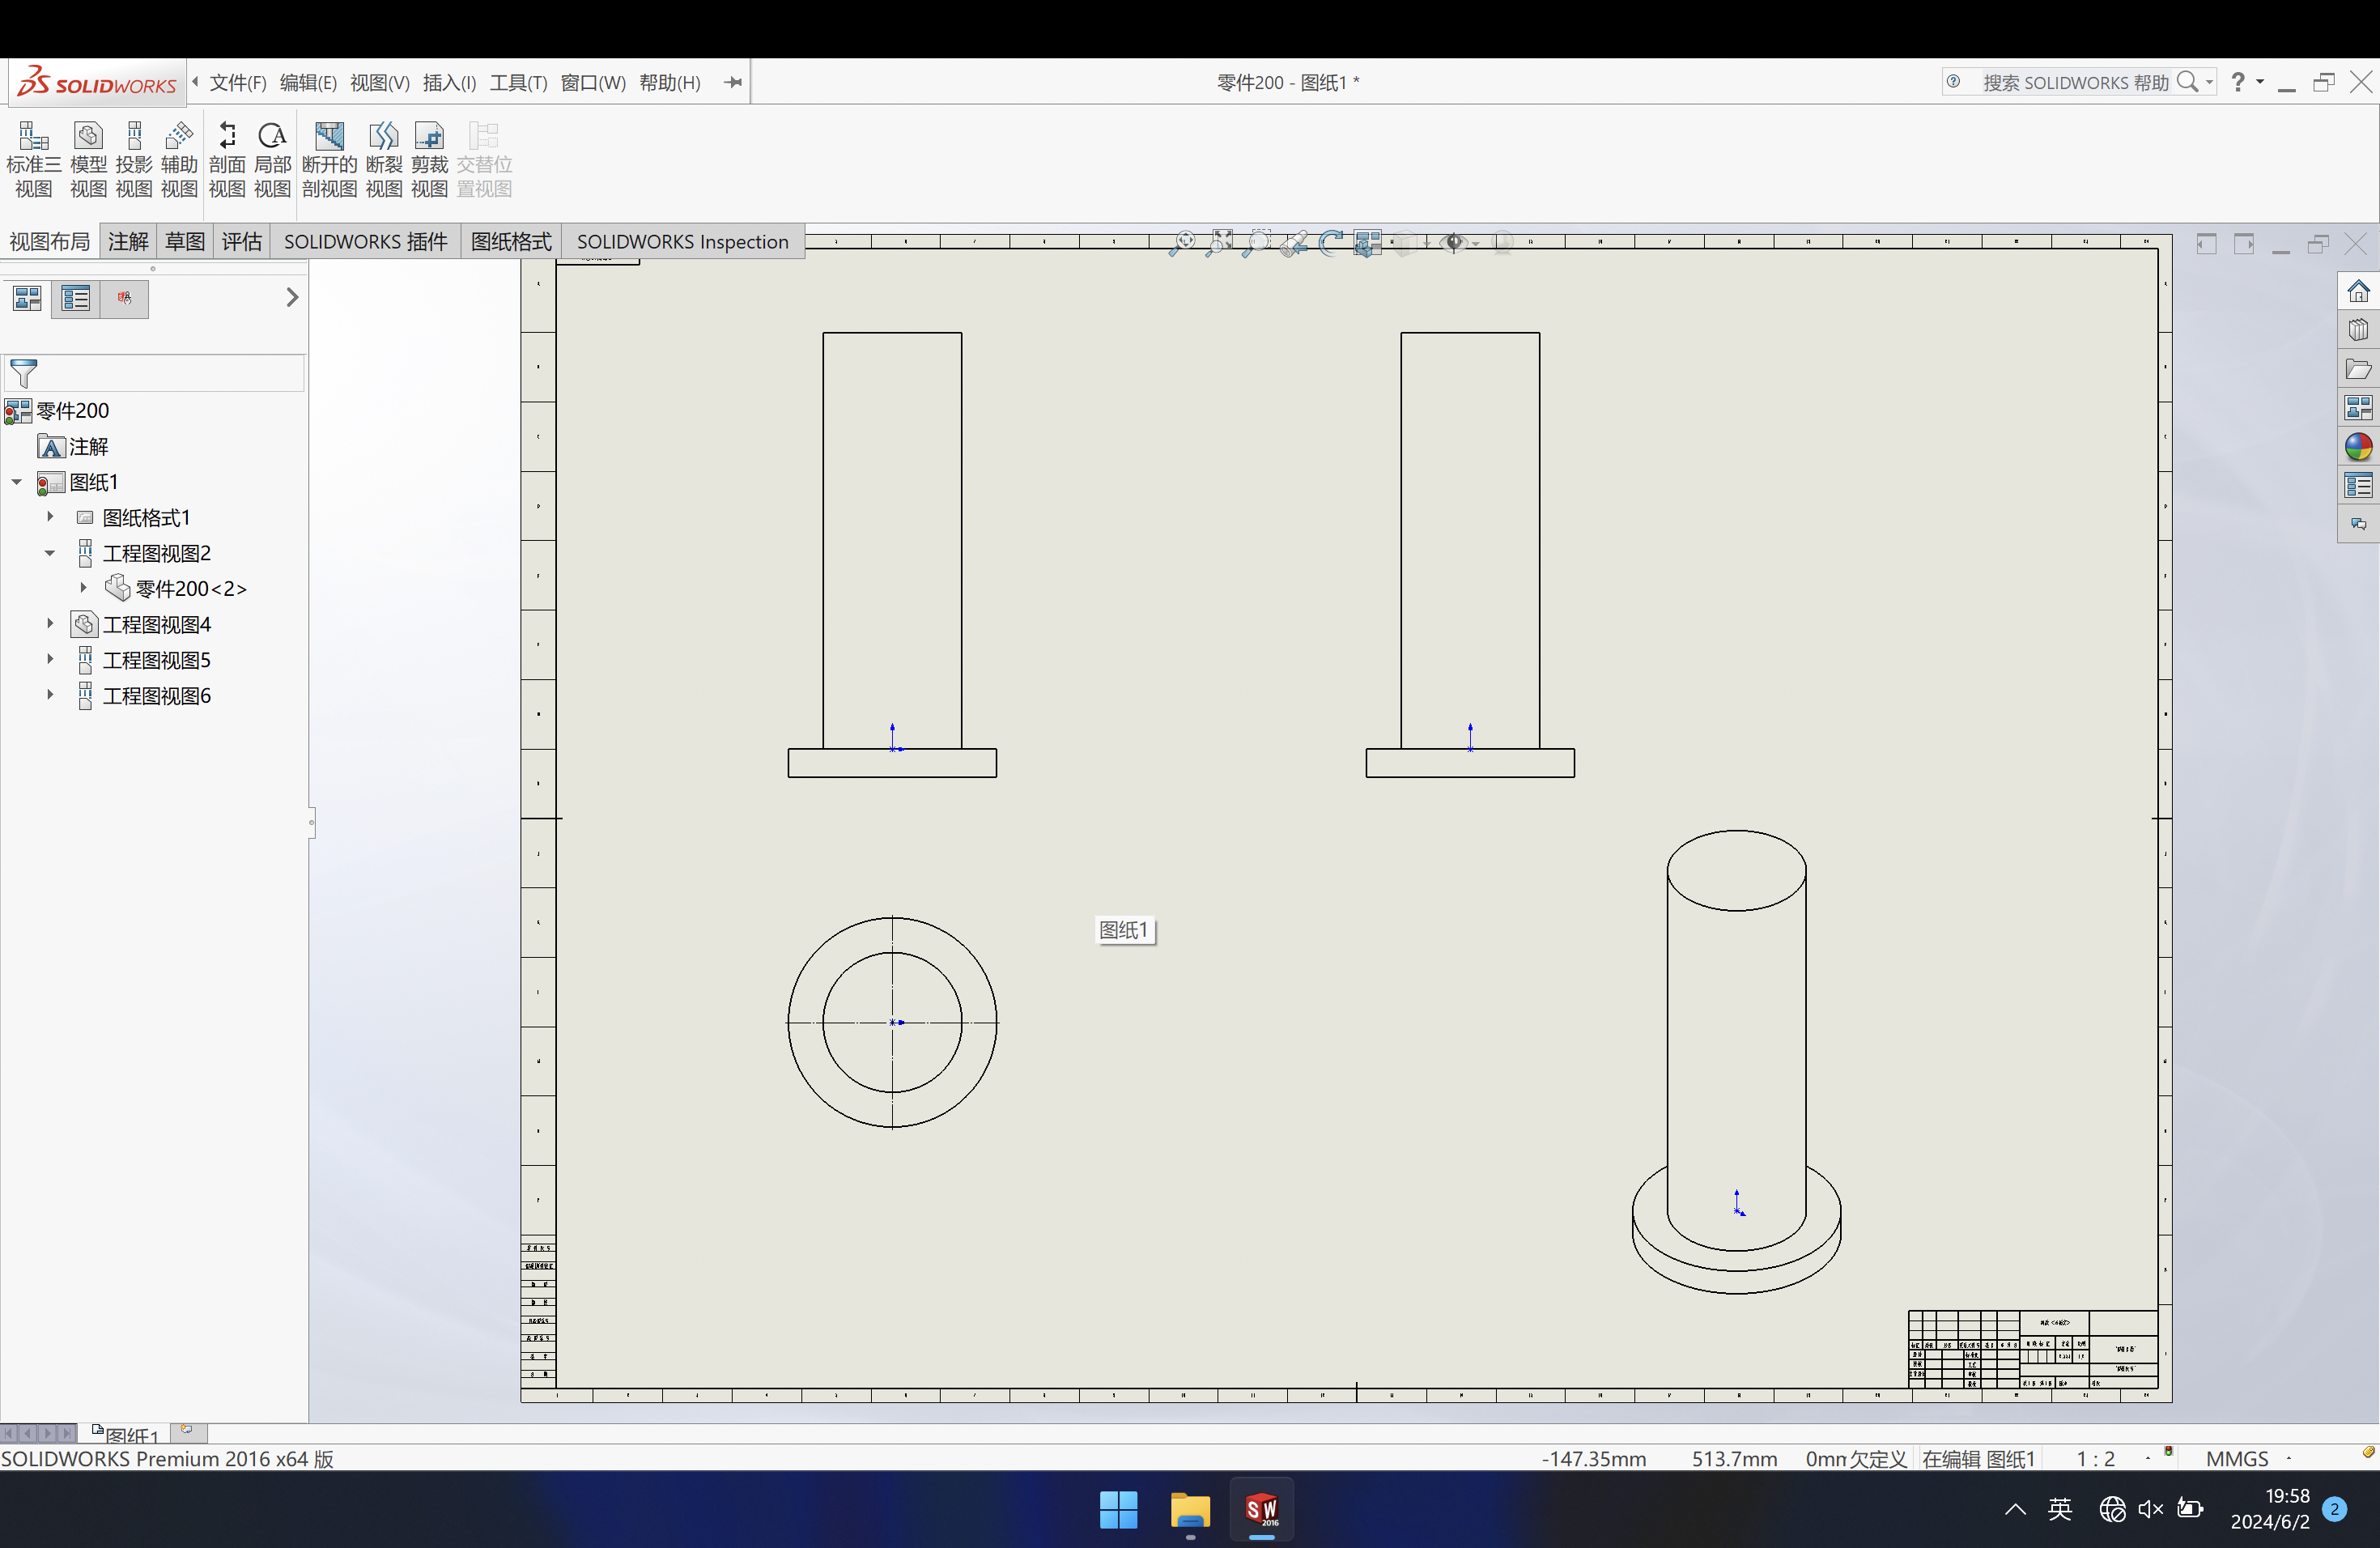 SOLIDWORKS 文件(F) 编辑(E) 视图(V) 插入(I) 工具(T) 窗口(W) 帮助(H)
零件200 - 图纸1 *
搜索 SOLIDWORKS 帮助
标准三视图
模型视图
投影视图
辅助视图
剖面视图
局部视图
断开的剖视图
断裂视图
剪裁视图
交替位置视图
视图布局 注解 草图 评估 SOLIDWORKS 插件 图纸格式 SOLIDWORKS Inspection
零件200
注解
图纸1
图纸格式1
工程图视图2
零件200<2>
工程图视图4
工程图视图5
工程图视图6
图纸1
图纸1
SOLIDWORKS Premium 2016 x64 版
-147.35mm 513.7mm 0mm 欠定义 在编辑 图纸1 1 : 2 MMGS
SW 2016
英
19:58
2024/6/2
2